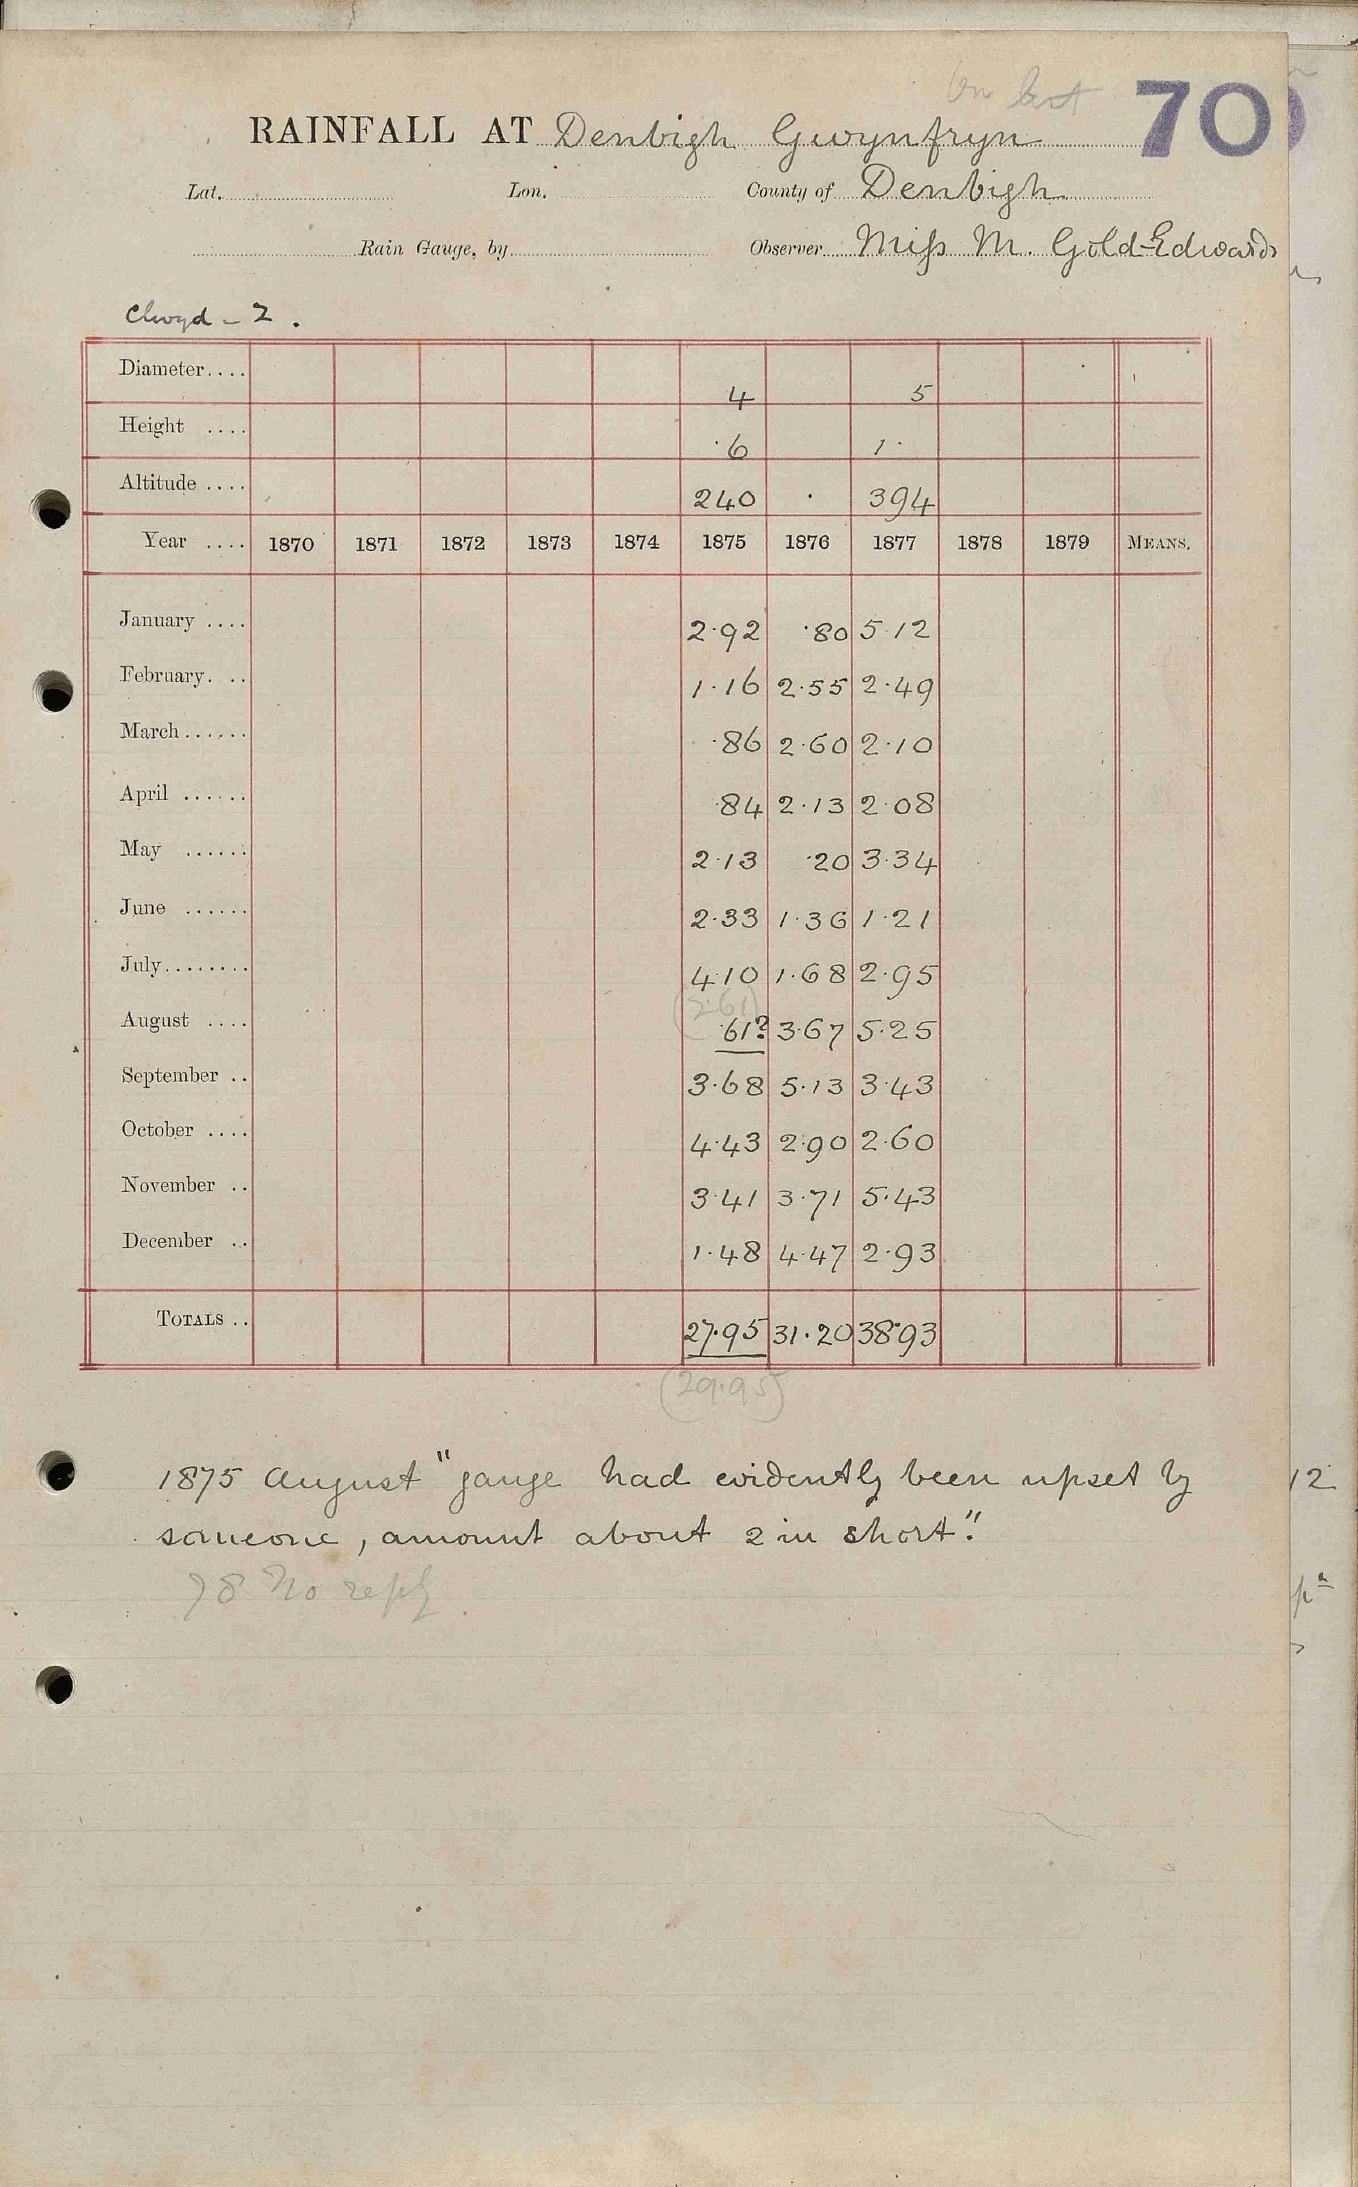 70
RAINFALL AT Denbigh Gwynfryn
Lat. Lon. County of Denbigh
Rain Gauge, by Observer Miss M. Gold-Edwards
Clwyd - 2.
Diameter.... 4 5
Height .... .6 1.
Altitude .... 240 . 394
Year .... 1870 1871 1872 1873 1874 1875 1876 1877 1878 1879 MEANS.
January .... 2.92 .80 5.12
February. .. 1.16 2.55 2.49
March...... .86 2.60 2.10
April ...... .84 2.13 2.08
May ...... 2.13 .20 3.34
June ...... 2.33 1.36 1.21
July........ 4.10 1.68 2.95
(2.61)
August .... .61? 3.67 5.25
September .. 3.68 5.13 3.43
October .... 4.43 2.90 2.60
November .. 3.41 3.71 5.43
December .. 1.48 4.47 2.93
TOTALS .. 27.95 31.20 38.93
(29.95)
1875 August "gauge had evidently been upset by
someone, amount about 2 in short."
78 No reply
12